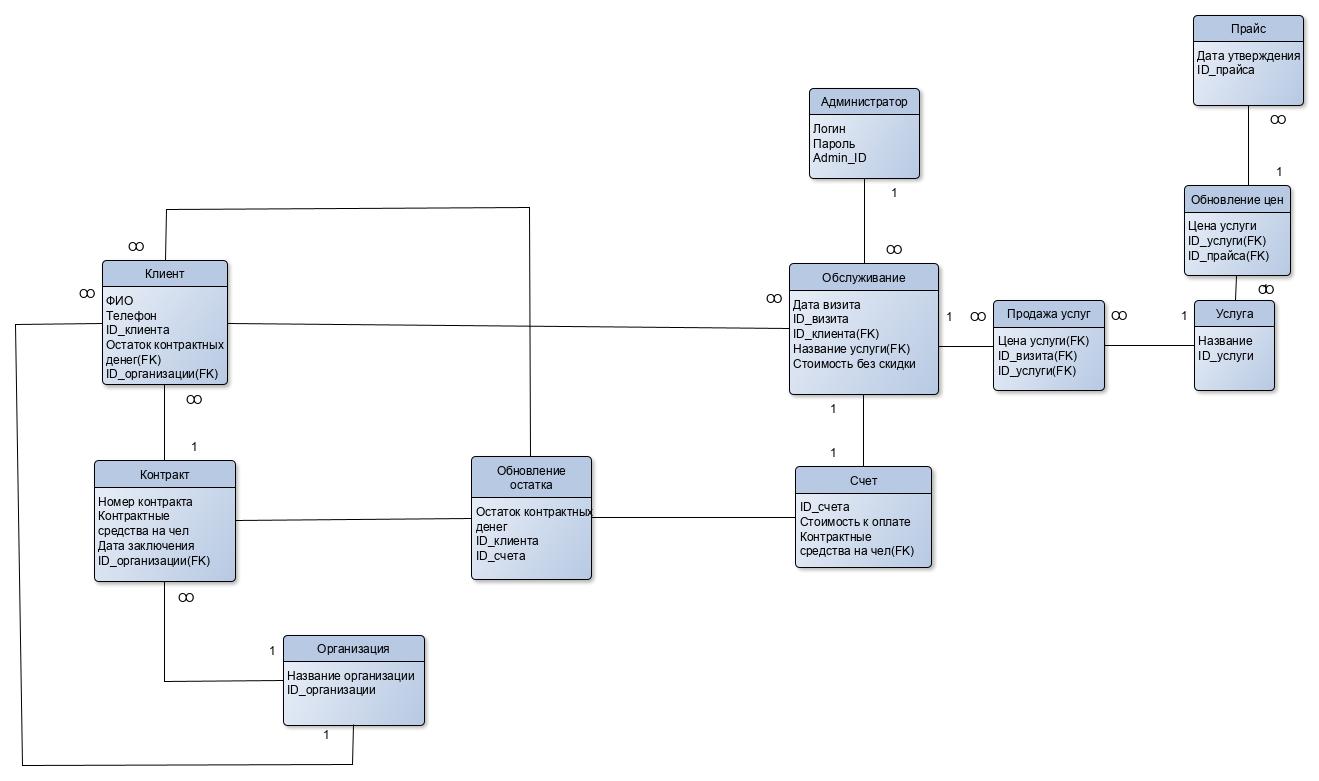 Прайс
Дата утверждения
ID_прайса
∞
1
Администратор
Логин
Пароль
Admin_ID
1
∞
Обновление цен
Цена услуги
ID_услуги(FK)
ID_прайса(FK)
∞
∞
Клиент
ФИО
Телефон
ID_клиента
Остаток контрактных
денег(FK)
ID_организации(FK)
∞
∞
1
∞
Обслуживание
Дата визита
ID_визита
ID_клиента(FK)
Название услуги(FK)
Стоимость без скидки
1
∞
Продажа услуг
Цена услуги(FK)
ID_визита(FK)
ID_услуги(FK)
∞
1
Услуга
Название
ID_услуги
1
1
Контракт
Номер контракта
Контрактные
средства на чел
Дата заключения
ID_организации(FK)
∞
Обновление
остатка
Остаток контрактных
денег
ID_клиента
ID_счета
Счет
ID_счета
Стоимость к оплате
Контрактные
средства на чел(FK)
1
Организация
Название организации
ID_организации
1